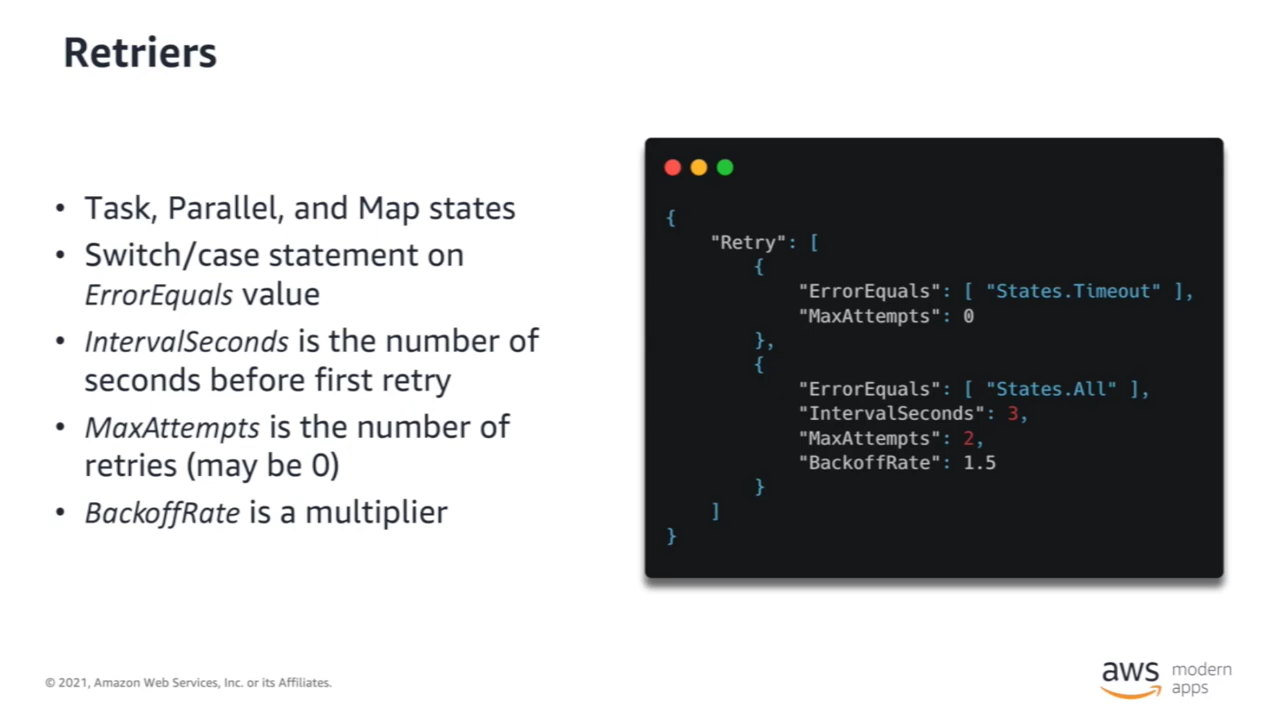 Retriers
• Task, Parallel, and Map states
• Switch/case statement on
ErrorEquals value
• IntervalSeconds is the number of
seconds before first retry
• MaxAttempts is the number of
retries (may be 0)
• BackoffRate is a multiplier
{
    "Retry": [
        {
            "ErrorEquals": [ "States.Timeout" ],
            "MaxAttempts": 0
        },
        {
            "ErrorEquals": [ "States.All" ],
            "IntervalSeconds": 3,
            "MaxAttempts": 2,
            "BackoffRate": 1.5
        }
    ]
}
© 2021, Amazon Web Services, Inc. or its Affiliates.
aws modern
apps